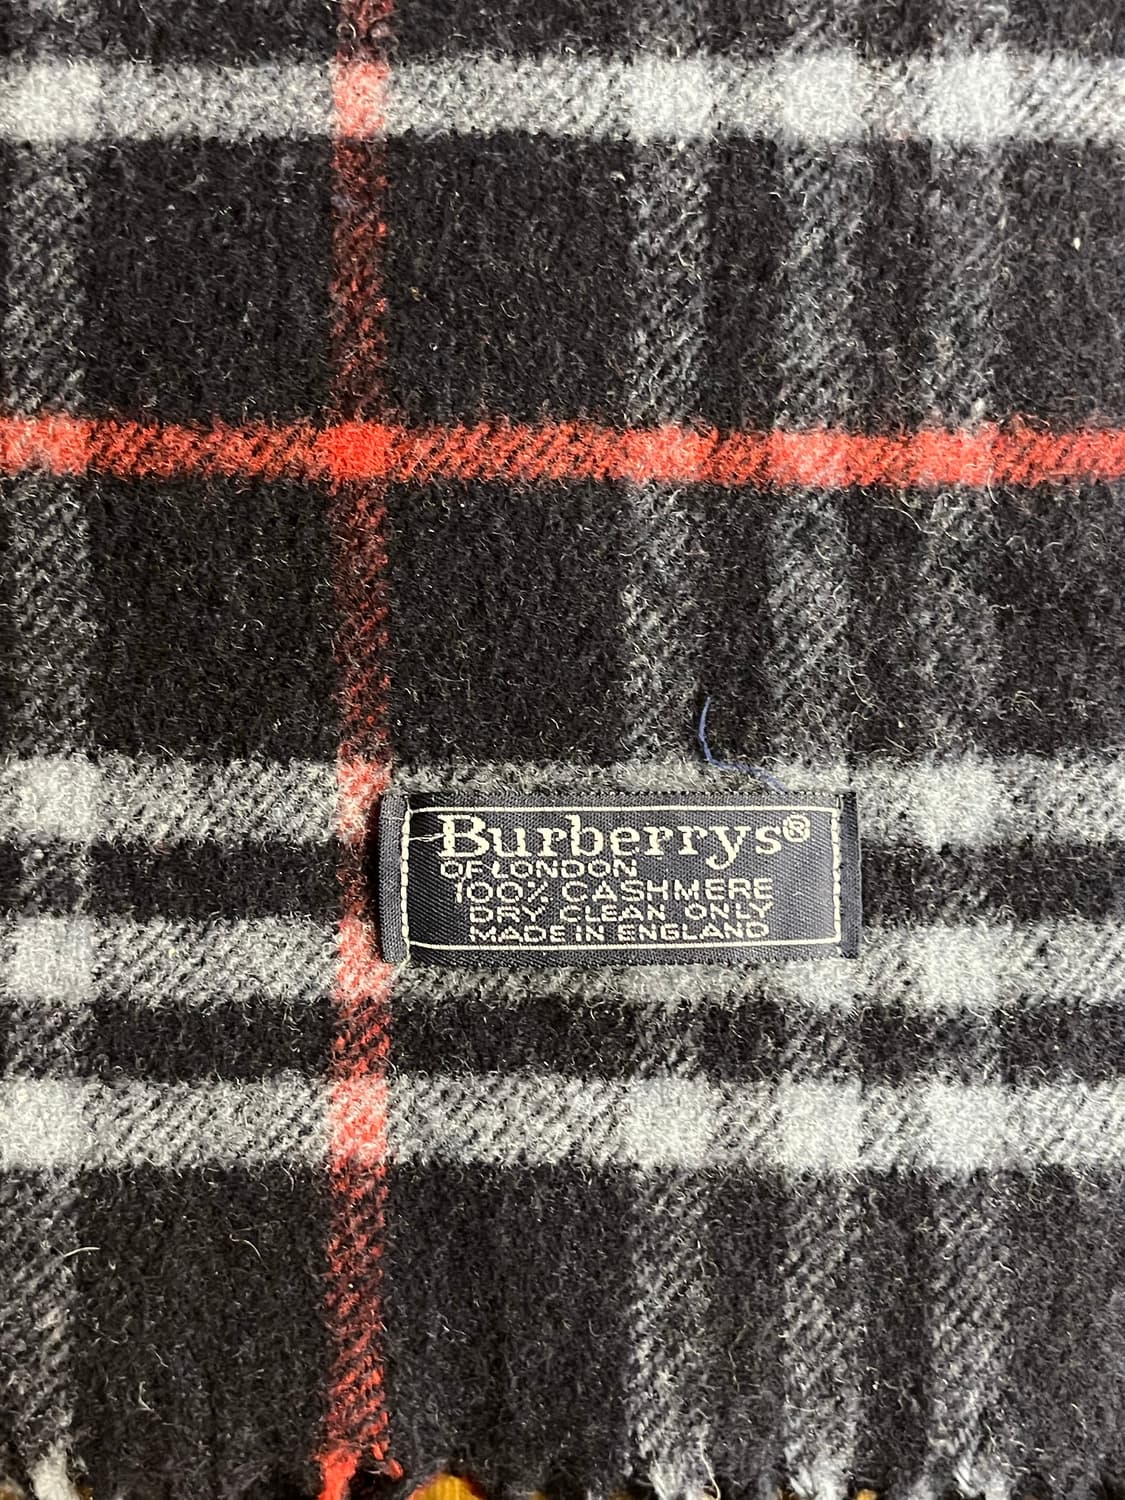 Burberrys®
OF LONDON
100% CASHMERE
DRY CLEAN ONLY
MADE IN ENGLAND